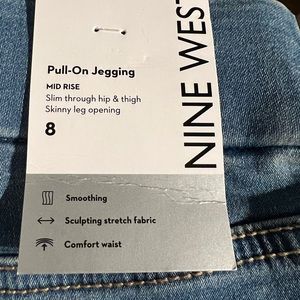 Pull-On Jegging
MID RISE
Slim through hip & thigh
Skinny leg opening
8
NINE WEST
Smoothing
Sculpting stretch fabric
Comfort waist